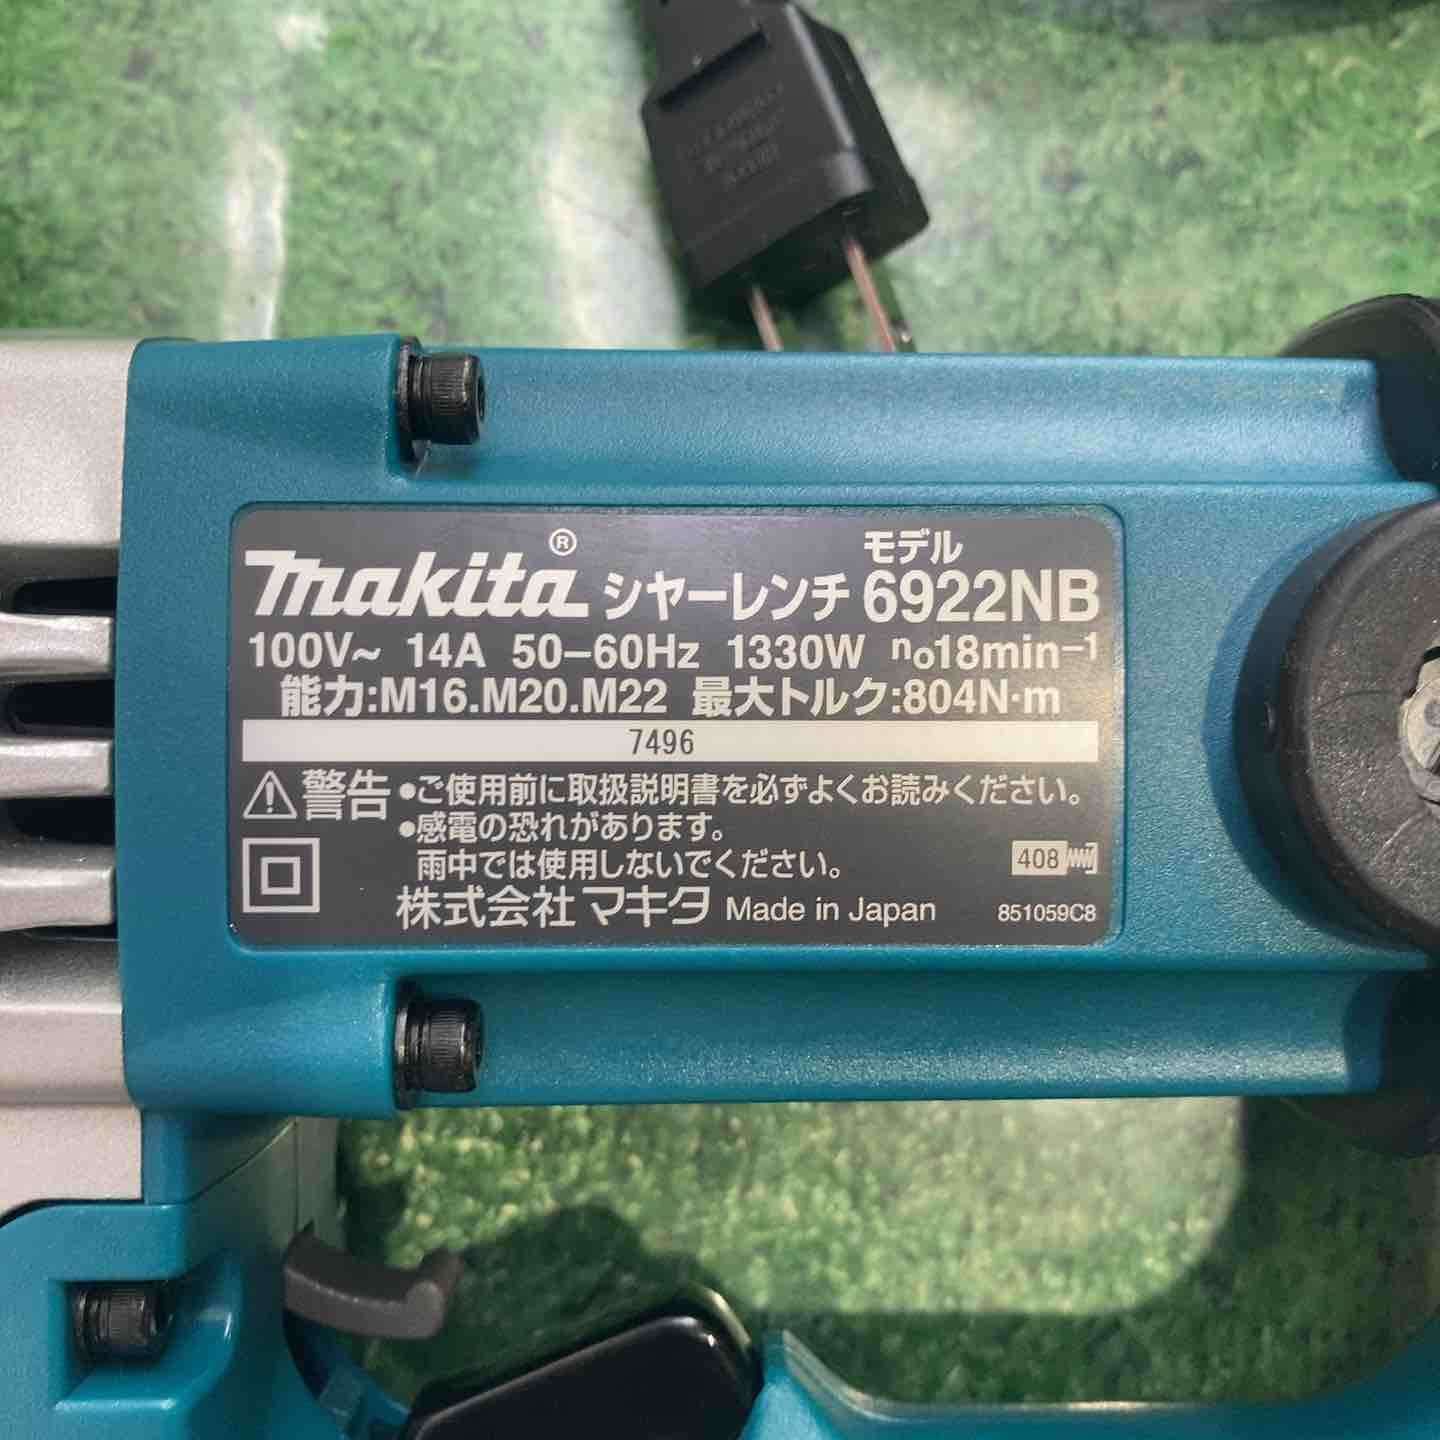 makita® シャーレンチ モデル 6922NB
100V~ 14A 50-60Hz 1330W no18min-1
能力:M16.M20.M22 最大トルク:804N·m
7496
警告 •ご使用前に取扱説明書を必ずよくお読みください。
•感電の恐れがあります。
雨中では使用しないでください。
408
株式会社 マキタ Made in Japan 851059C8